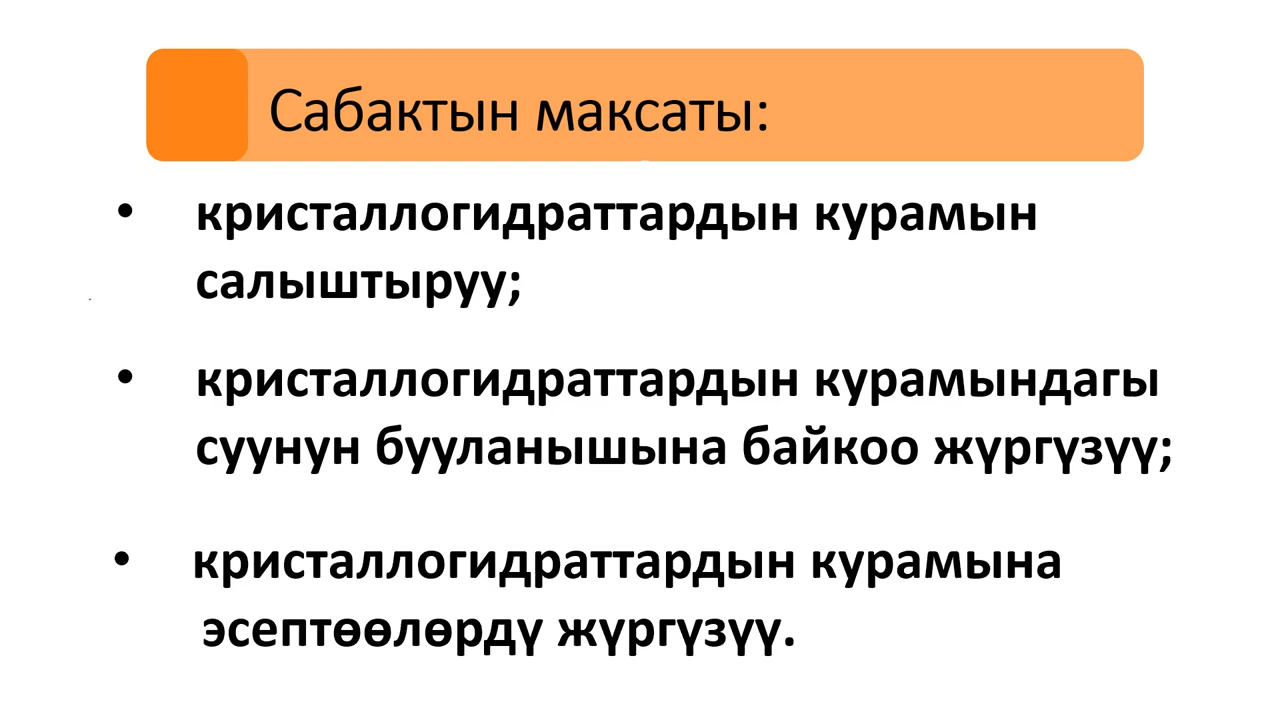 Сабактын максаты:
• кристаллогидраттардын курамын
салыштыруу;
• кристаллогидраттардын курамындагы
суунун бууланышына байкоо жүргүзүү;
• кристаллогидраттардын курамына
эсептөөлөрдү жүргүзүү.